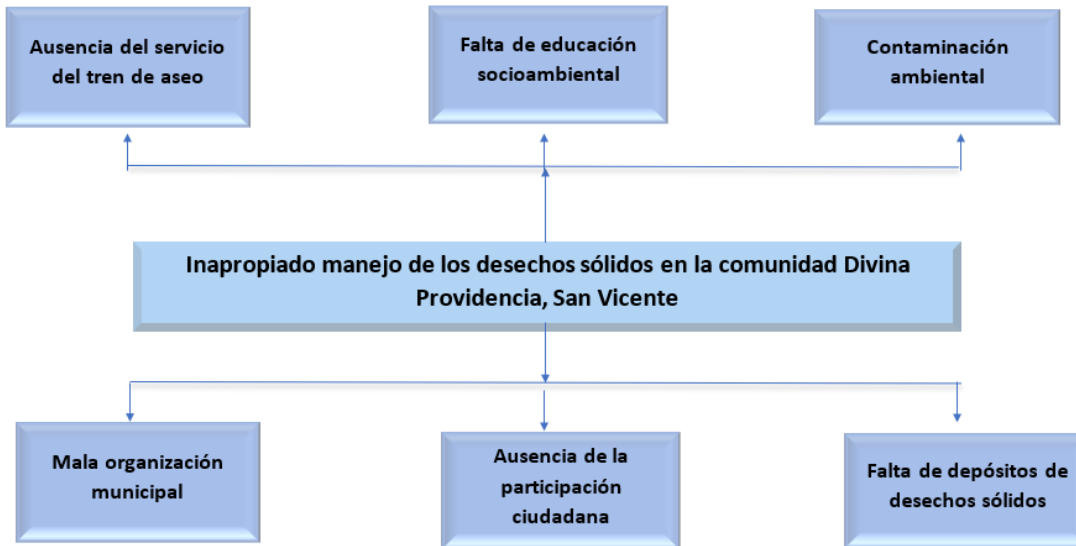 Ausencia del servicio
del tren de aseo
Falta de educación
socioambiental
Contaminación
ambiental
Inapropiado manejo de los desechos sólidos en la comunidad Divina
Providencia, San Vicente
Mala organización
municipal
Ausencia de la
participación
ciudadana
Falta de depósitos de
desechos sólidos